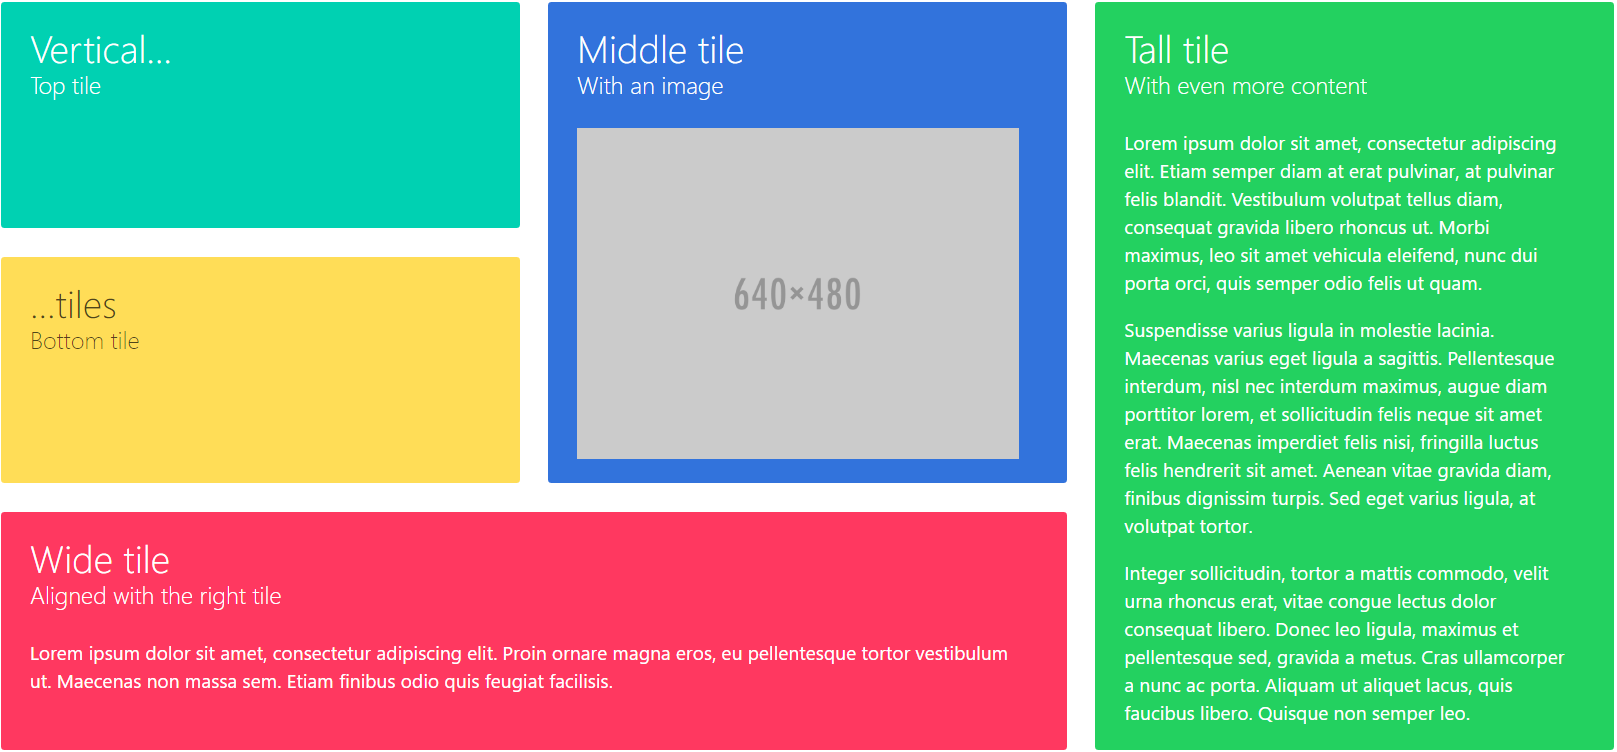 Vertical...
Top tile
...tiles
Bottom tile
Middle tile
With an image
640×480
Wide tile
Aligned with the right tile
Lorem ipsum dolor sit amet, consectetur adipiscing elit. Proin ornare magna eros, eu pellentesque tortor vestibulum
ut. Maecenas non massa sem. Etiam finibus odio quis feugiat facilisis.
Tall tile
With even more content
Lorem ipsum dolor sit amet, consectetur adipiscing
elit. Etiam semper diam at erat pulvinar, at pulvinar
felis blandit. Vestibulum volutpat tellus diam,
consequat gravida libero rhoncus ut. Morbi
maximus, leo sit amet vehicula eleifend, nunc dui
porta orci, quis semper odio felis ut quam.
Suspendisse varius ligula in molestie lacinia.
Maecenas varius eget ligula a sagittis. Pellentesque
interdum, nisl nec interdum maximus, augue diam
porttitor lorem, et sollicitudin felis neque sit amet
erat. Maecenas imperdiet felis nisi, fringilla luctus
felis hendrerit sit amet. Aenean vitae gravida diam,
finibus dignissim turpis. Sed eget varius ligula, at
volutpat tortor.
Integer sollicitudin, tortor a mattis commodo, velit
urna rhoncus erat, vitae congue lectus dolor
consequat libero. Donec leo ligula, maximus et
pellentesque sed, gravida a metus. Cras ullamcorper
a nunc ac porta. Aliquam ut aliquet lacus, quis
faucibus libero. Quisque non semper leo.